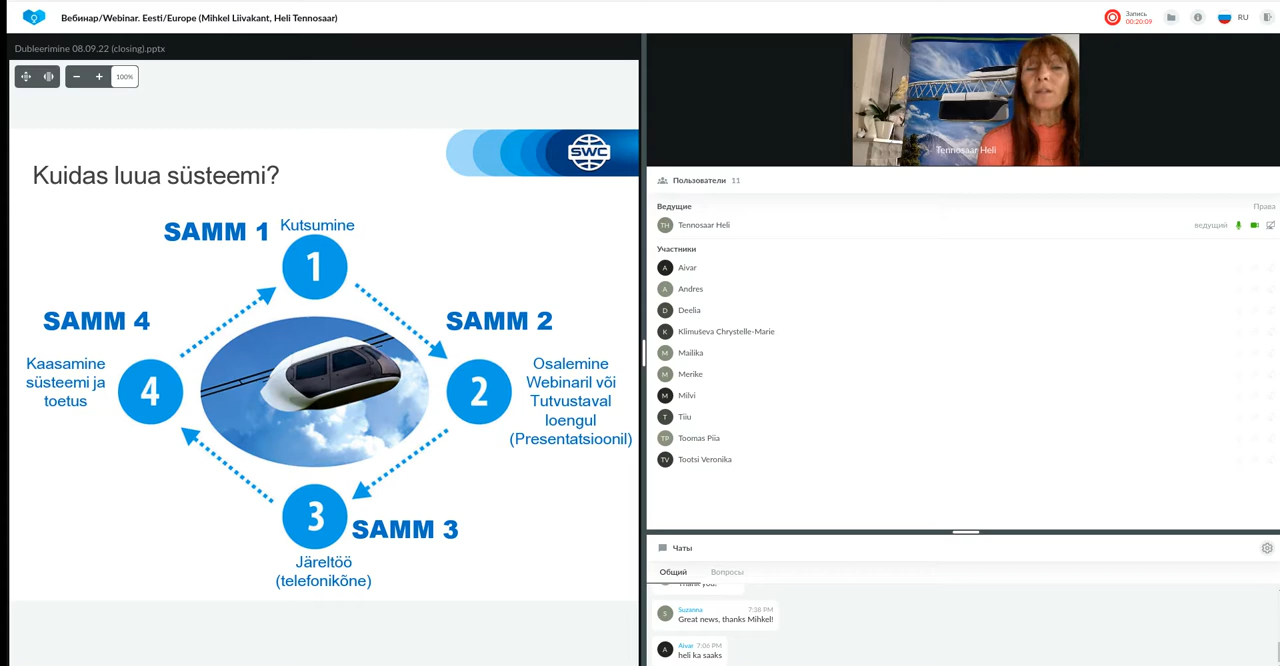 Вебинар/Webinar. Eesti/Europe (Mihkel Liivakant, Heli Tennosaar)
Запись
00:20:09
RU
Dubleerimine 08.09.22 (closing).pptx
100%
SWC
Kuidas luua süsteemi?
SAMM 1
Kutsumine
1
SAMM 2
2
Osalemine
Webinaril või
Tutvustaval
loengul
(Presentatsioonil)
SAMM 3
3
Järeltöö
(telefonikõne)
SAMM 4
4
Kaasamine
süsteemi ja
toetus
Tennosaar Heli
Пользователи 11
Ведущие
Права
TH Tennosaar Heli
ведущий
Участники
A Aivar
A Andres
D Deelia
K Klimuševa Chrystelle-Marie
M Mailika
M Merike
M Milvi
T Tiiu
TP Toomas Piia
TV Tootsi Veronika
Чаты
Общий
Вопросы
Thank you!
S Suzanna 7:38 PM
Great news, thanks Mihkel!
A Aivar 7:06 PM
heli ka saaks